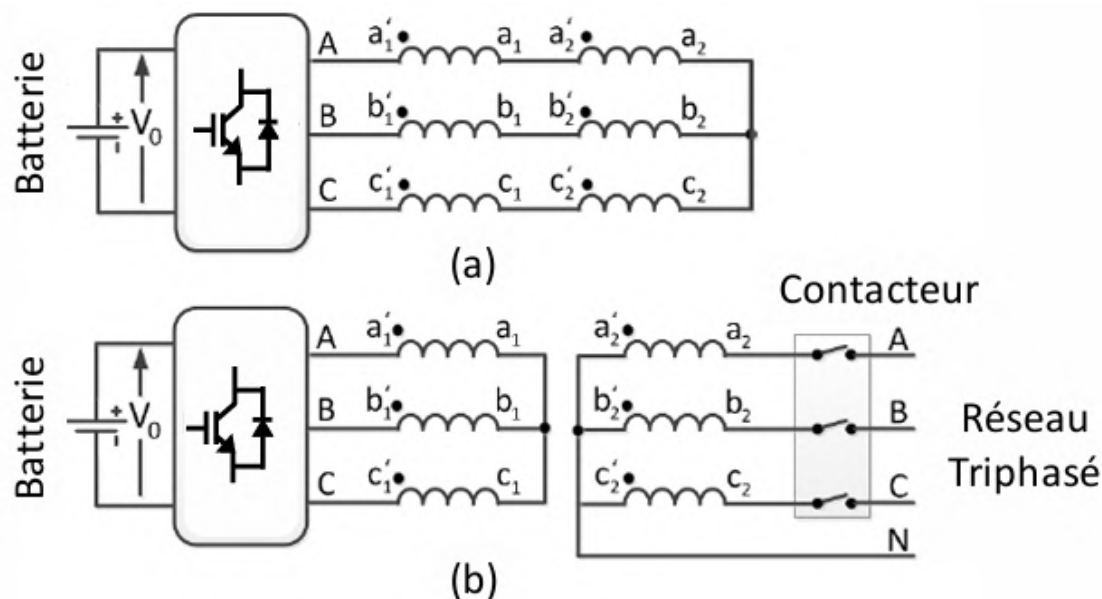 Batterie
+
-
V₀
A a₁′ a₁ a₂′ a₂
B b₁′ b₁ b₂′ b₂
C c₁′ c₁ c₂′ c₂
(a)
Contacteur
Batterie
+
-
V₀
A a₁′ a₁ a₂′ a₂ A
B b₁′ b₁ b₂′ b₂ B
C c₁′ c₁ c₂′ c₂ C
N
Réseau
Triphasé
(b)